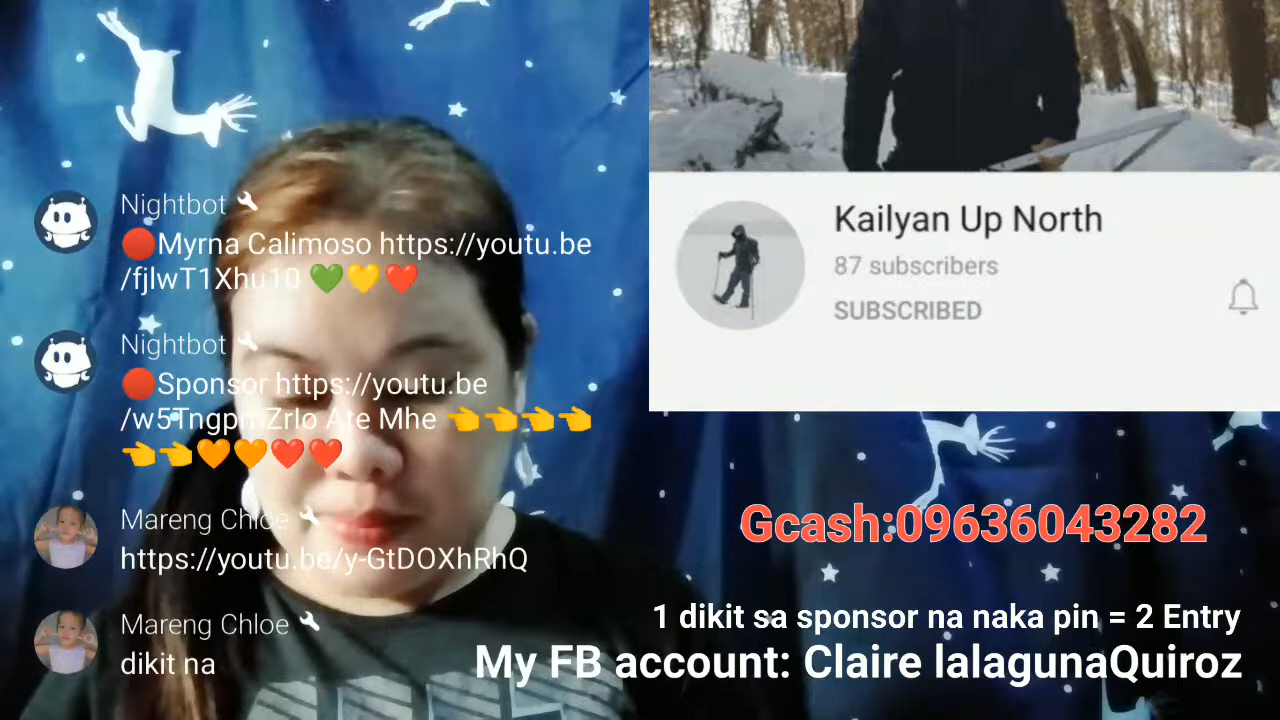 Nightbot
🔴Myrna Calimoso https://youtu.be
/fjlwT1Xhu10 💚💛❤️
Nightbot
🔴Sponsor https://youtu.be
/w5TngpmZrIo Ate Mhe 👈👈👈👈
👈👈🧡🧡❤️❤️
Mareng Chloe
https://youtu.be/y-GtDOXhRhQ
Mareng Chloe
dikit na
Kailyan Up North
87 subscribers
SUBSCRIBED
Gcash:09636043282
1 dikit sa sponsor na naka pin = 2 Entry
My FB account: Claire lalagunaQuiroz